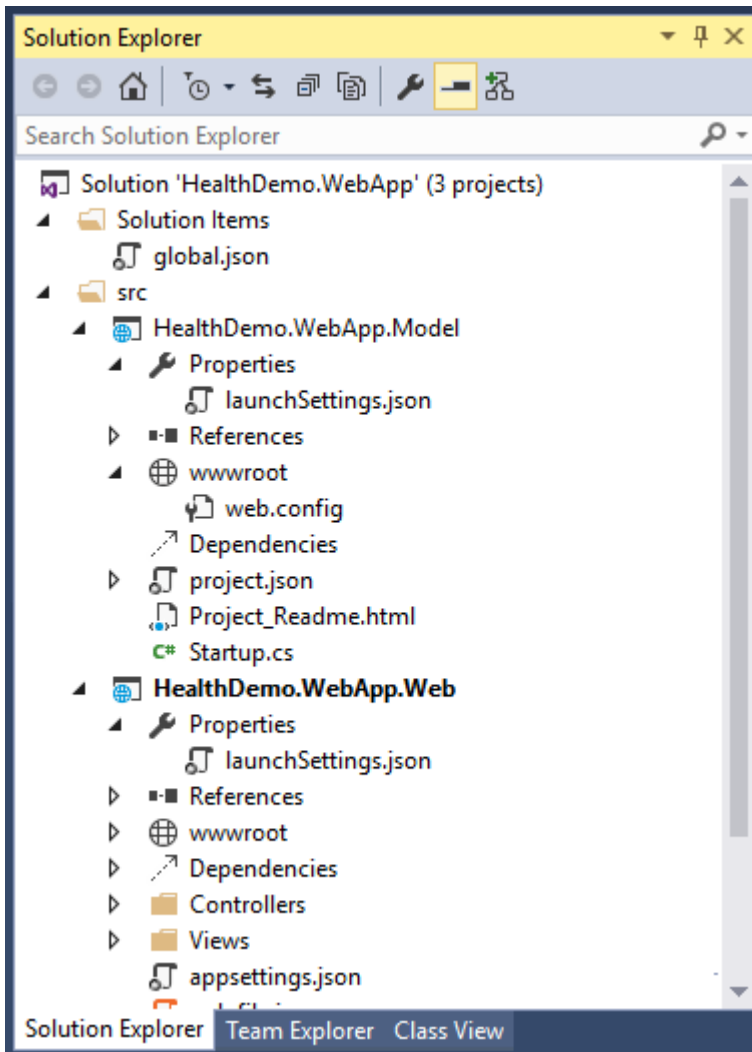 Solution Explorer
Search Solution Explorer
Solution 'HealthDemo.WebApp' (3 projects)
Solution Items
global.json
src
HealthDemo.WebApp.Model
Properties
launchSettings.json
References
wwwroot
web.config
Dependencies
project.json
Project_Readme.html
C# Startup.cs
HealthDemo.WebApp.Web
Properties
launchSettings.json
References
wwwroot
Dependencies
Controllers
Views
appsettings.json
Solution Explorer Team Explorer Class View